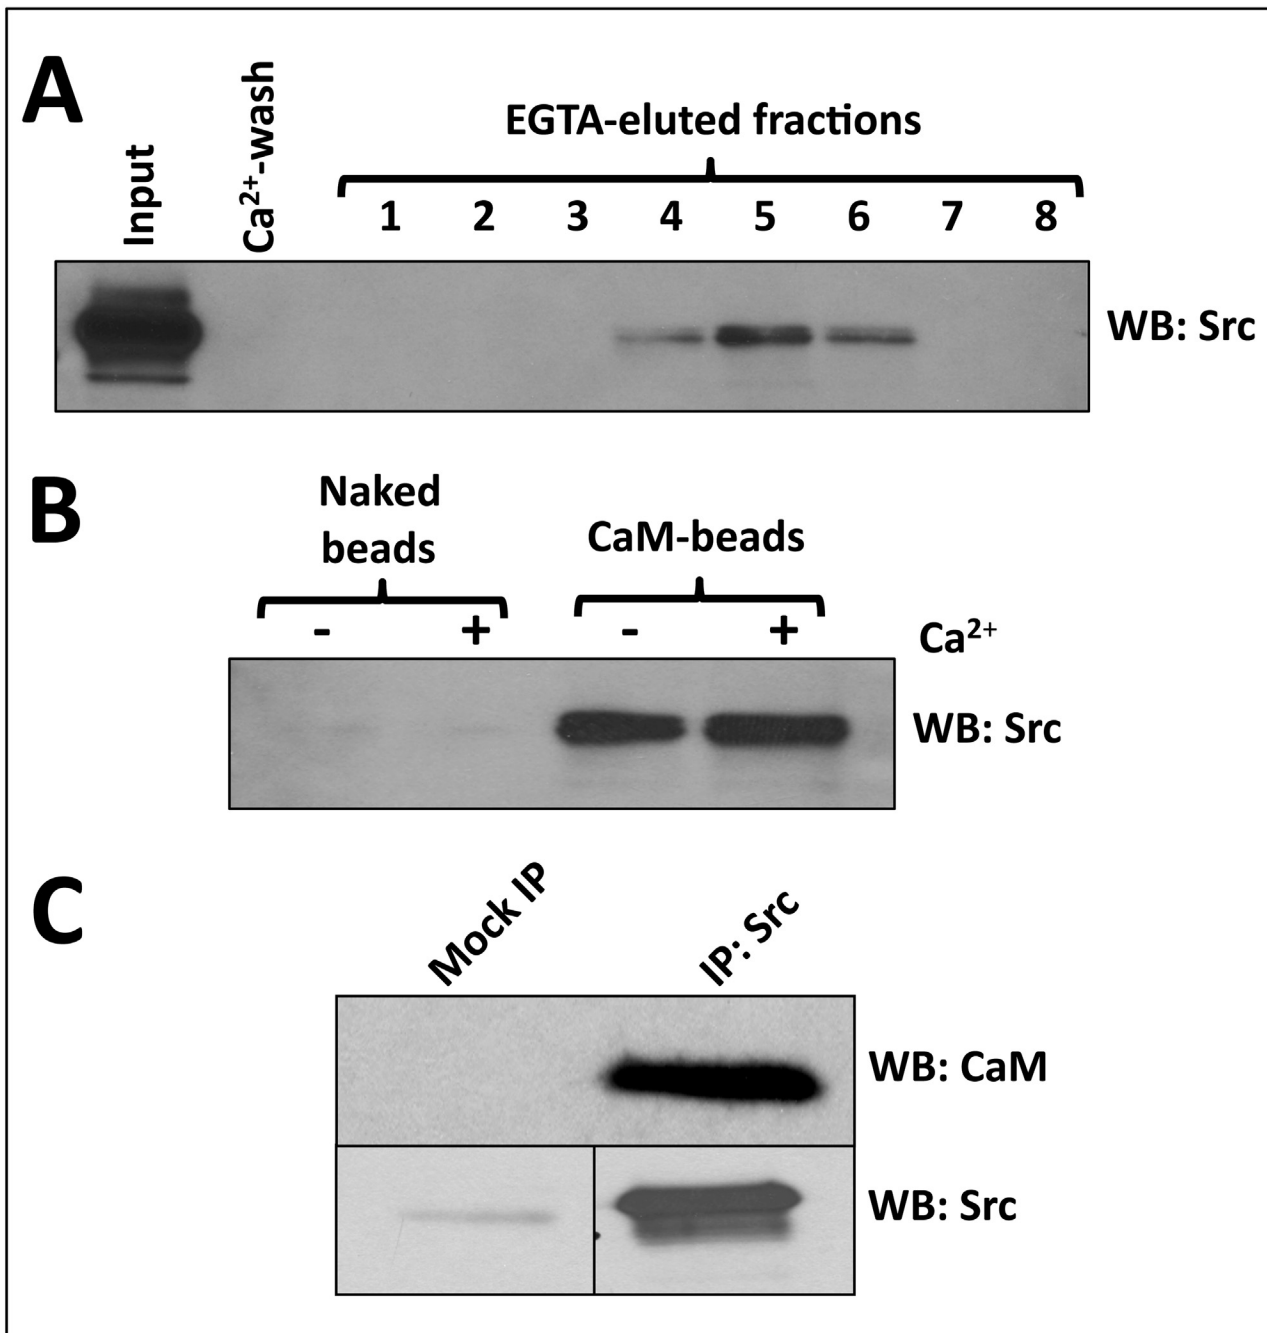 A
Input
Ca²⁺-wash
EGTA-eluted fractions
1 2 3 4 5 6 7 8
WB: Src
B
Naked
beads
CaM-beads
- + - + Ca²⁺
WB: Src
C
Mock IP
IP: Src
WB: CaM
WB: Src